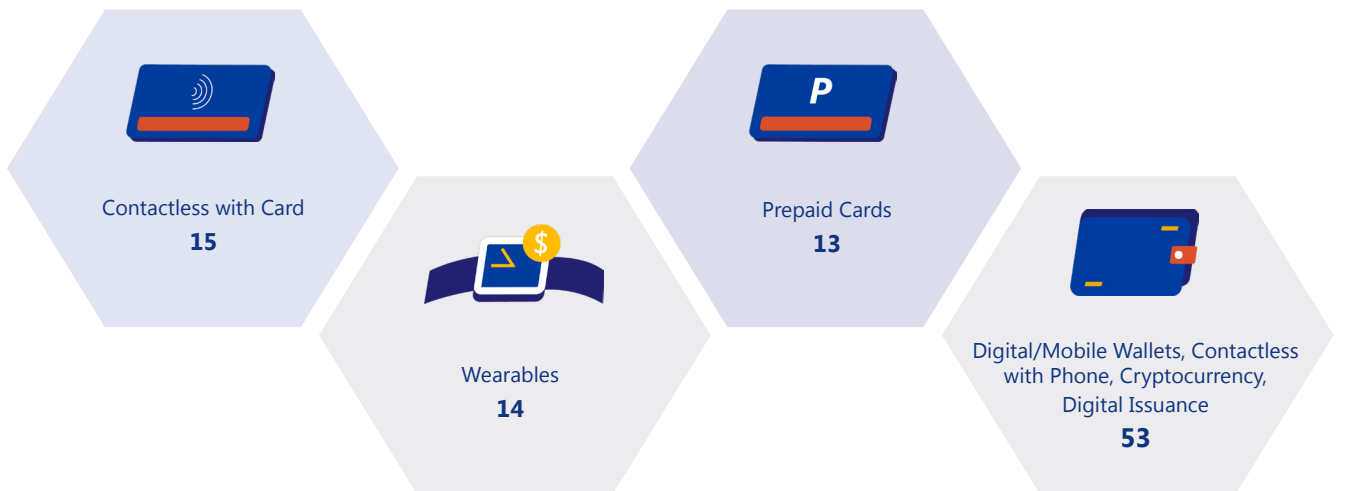 P
Contactless with Card
15
$
Wearables
14
Prepaid Cards
13
Digital/Mobile Wallets, Contactless
with Phone, Cryptocurrency,
Digital Issuance
53